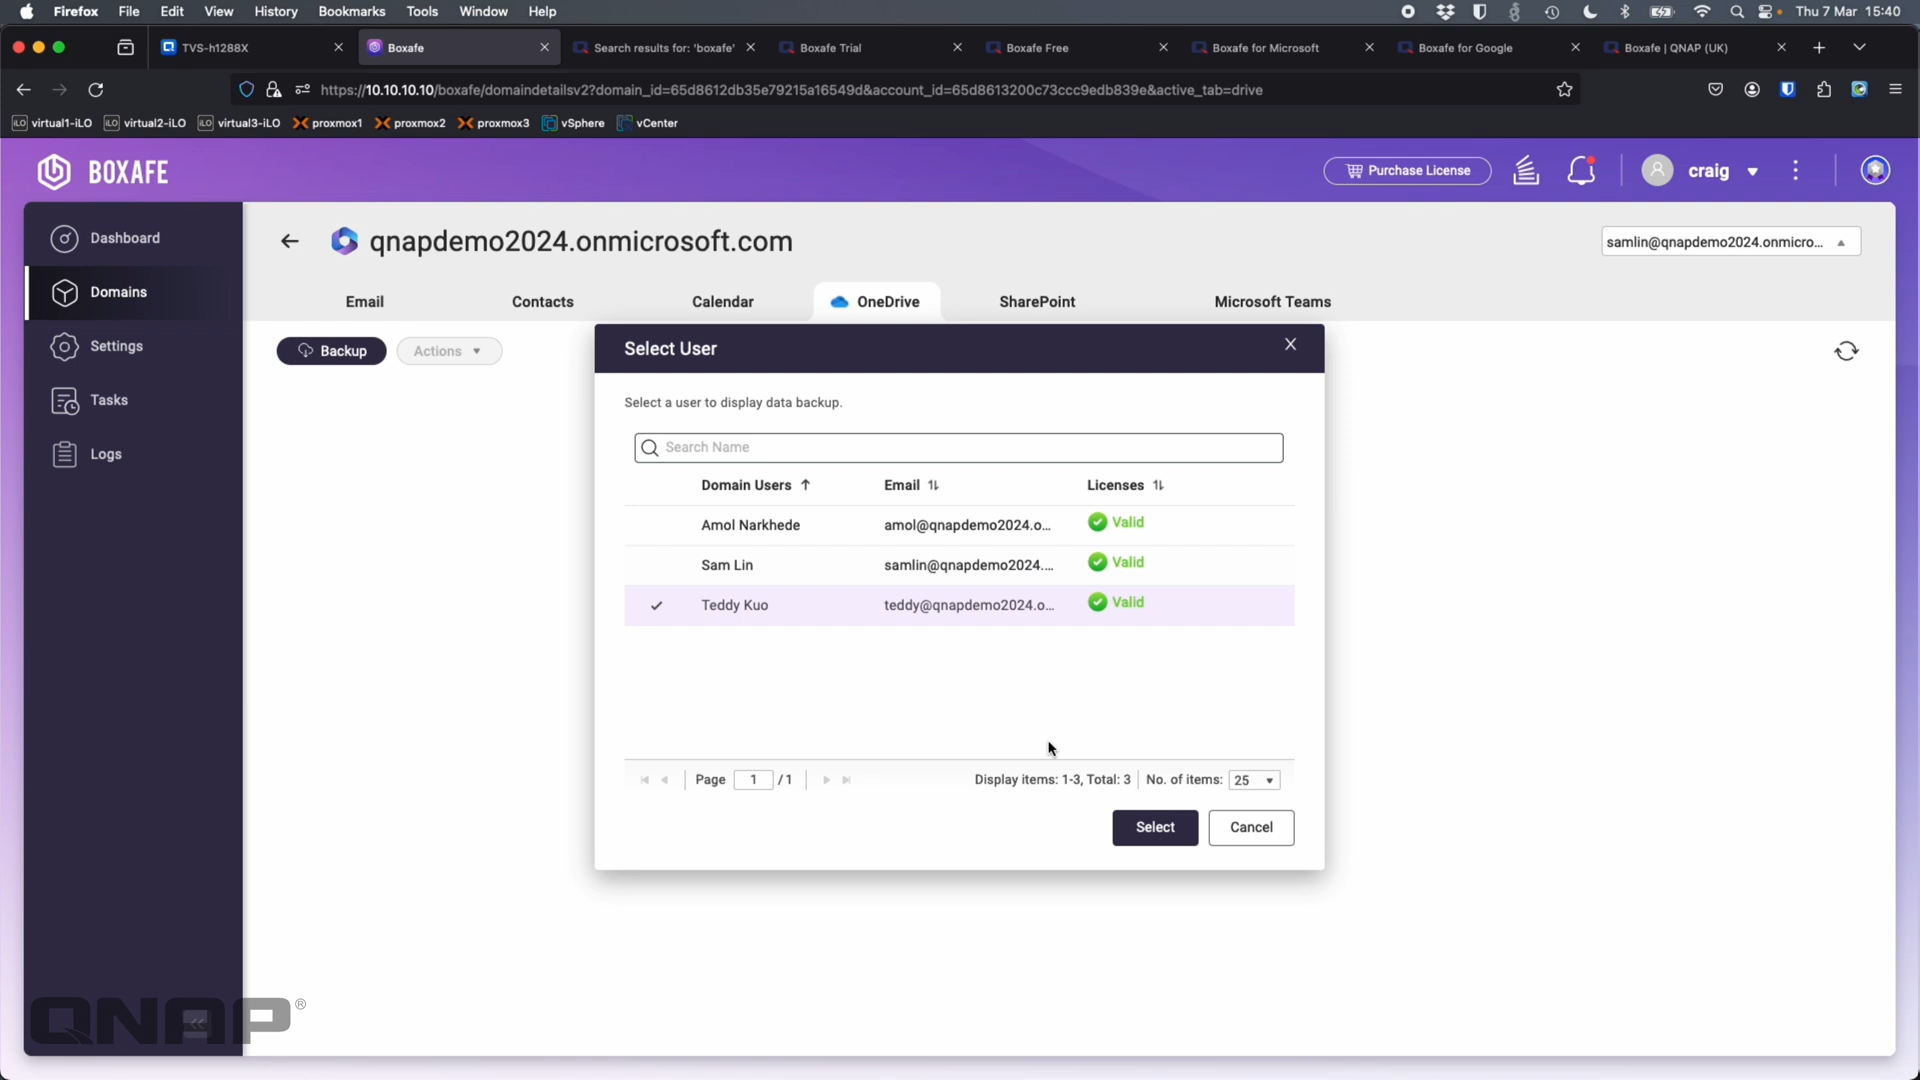 Firefox File Edit View History Bookmarks Tools Window Help Thu 7 Mar 15:40
TVS-h1288X Boxafe Search results for: 'boxafe' Boxafe Trial Boxafe Free Boxafe for Microsoft Boxafe for Google Boxafe | QNAP (UK)
https://10.10.10.10/boxafe/domaindetailsv2?domain_id=65d8612db35e79215a16549d&account_id=65d8613200c73ccc9edb839e&active_tab=drive
iLO virtual1-iLO iLO virtual2-iLO iLO virtual3-iLO proxmox1 proxmox2 proxmox3 vSphere vCenter
BOXAFE Purchase License craig
Dashboard
Domains
Settings
Tasks
Logs
qnapdemo2024.onmicrosoft.com samlin@qnapdemo2024.onmicro...
Email Contacts Calendar OneDrive SharePoint Microsoft Teams
Backup Actions
Select User
Select a user to display data backup.
Search Name
Domain Users Email Licenses
Amol Narkhede amol@qnapdemo2024.o... Valid
Sam Lin samlin@qnapdemo2024.... Valid
Teddy Kuo teddy@qnapdemo2024.o... Valid
Page 1 /1 Display items: 1-3, Total: 3 No. of items: 25
Select Cancel
QNAP®